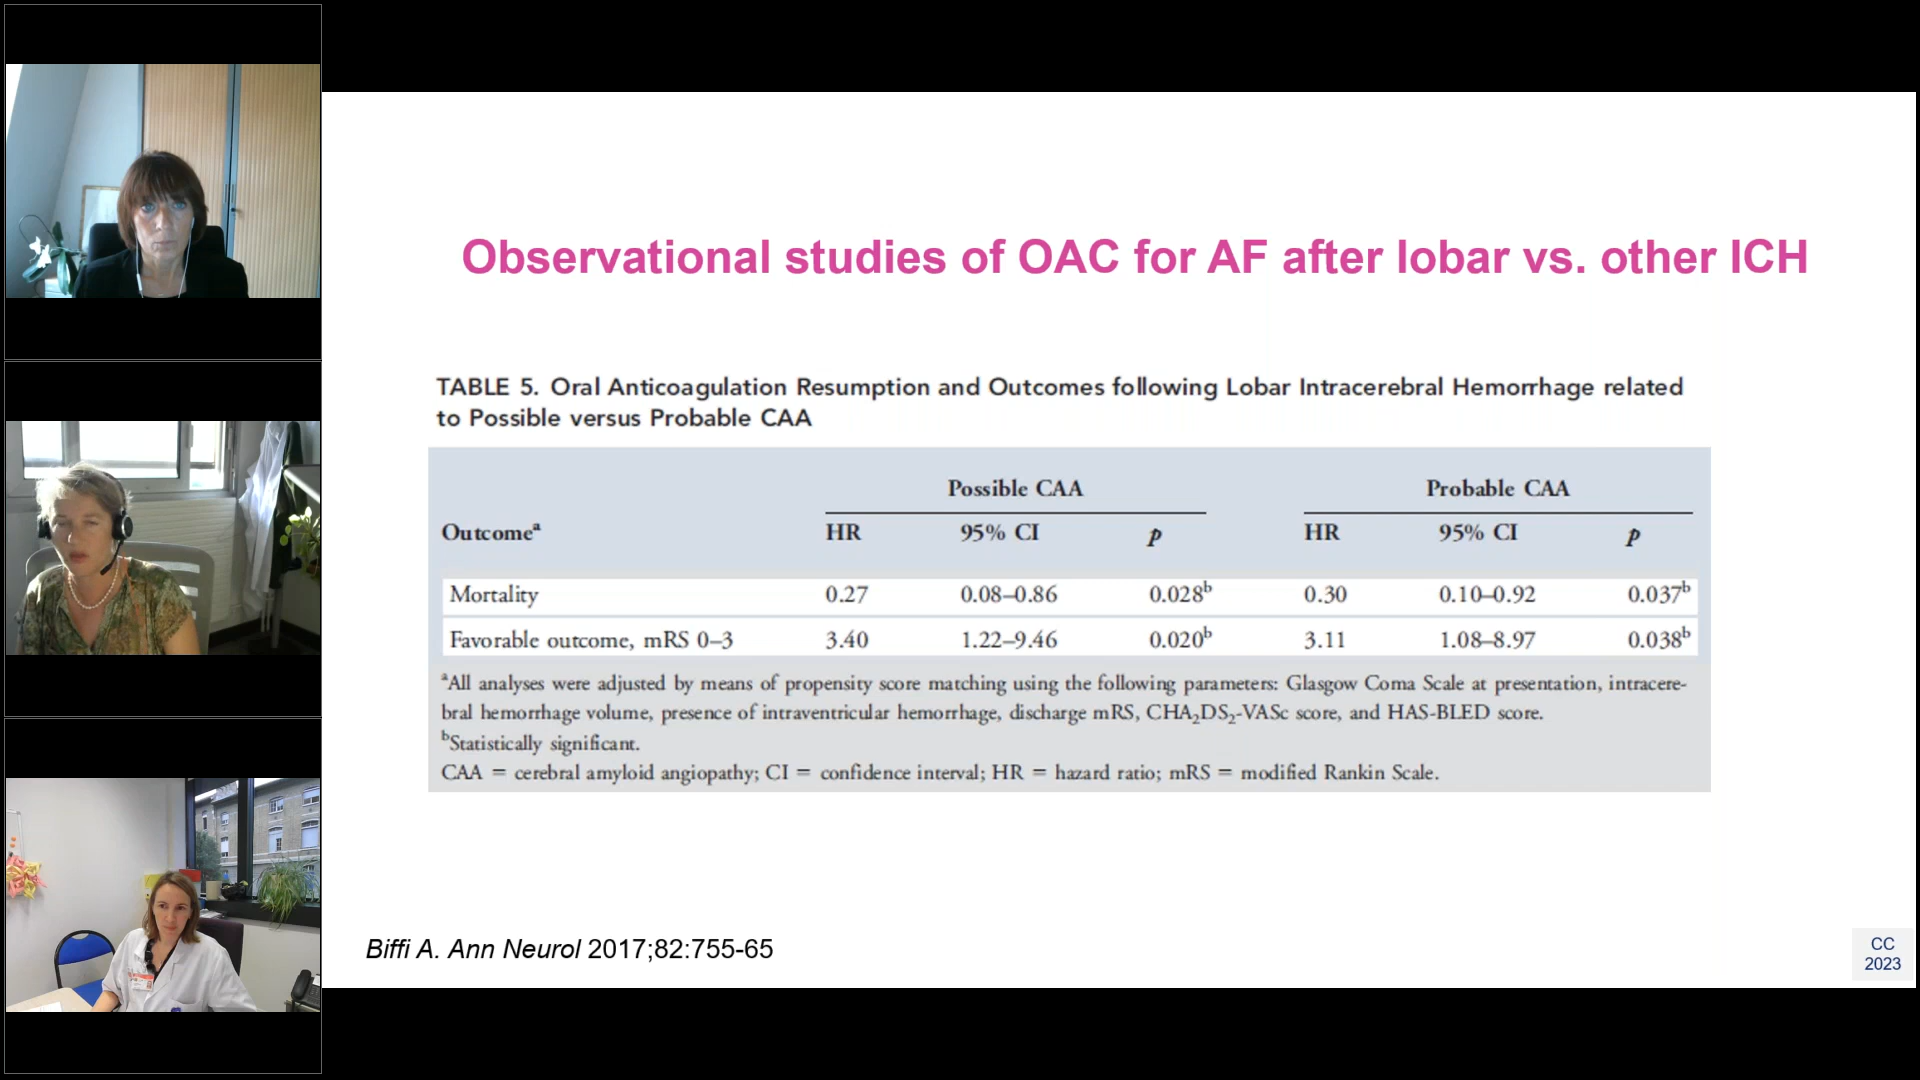 Observational studies of OAC for AF after lobar vs. other ICH
TABLE 5. Oral Anticoagulation Resumption and Outcomes following Lobar Intracerebral Hemorrhage related
to Possible versus Probable CAA
Possible CAA Probable CAA
Outcomeᵃ HR 95% CI p HR 95% CI p
Mortality 0.27 0.08–0.86 0.028ᵇ 0.30 0.10–0.92 0.037ᵇ
Favorable outcome, mRS 0–3 3.40 1.22–9.46 0.020ᵇ 3.11 1.08–8.97 0.038ᵇ
ᵃAll analyses were adjusted by means of propensity score matching using the following parameters: Glasgow Coma Scale at presentation, intracere-
bral hemorrhage volume, presence of intraventricular hemorrhage, discharge mRS, CHA₂DS₂-VASc score, and HAS-BLED score.
ᵇStatistically significant.
CAA = cerebral amyloid angiopathy; CI = confidence interval; HR = hazard ratio; mRS = modified Rankin Scale.
Biffi A. Ann Neurol 2017;82:755-65
CC
2023